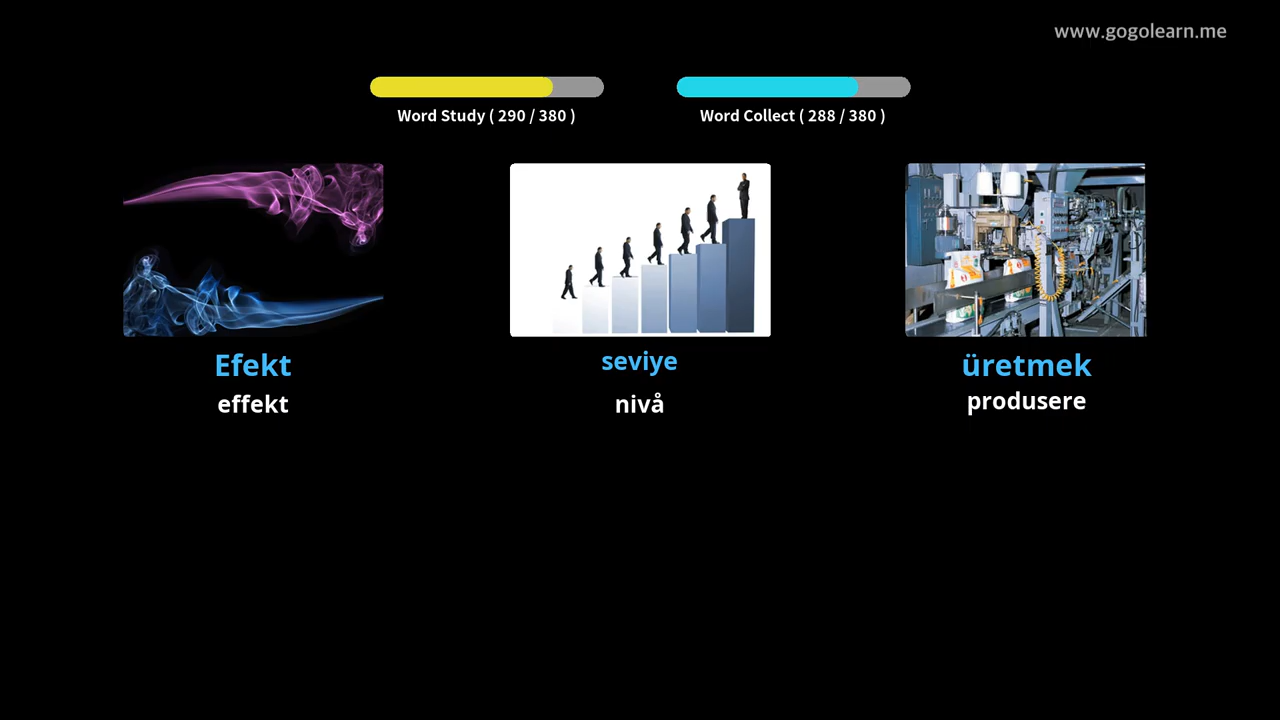 www.gogolearn.me
Word Study ( 290 / 380 )
Word Collect ( 288 / 380 )
Efekt
effekt
seviye
nivå
üretmek
produsere